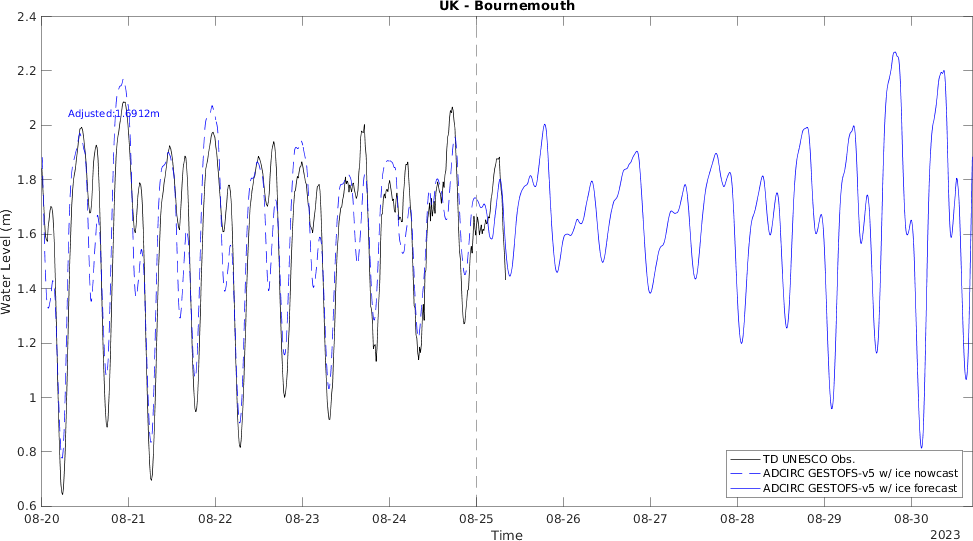 UK - Bournemouth
2.4
2.2
2
1.8
1.6
1.4
1.2
1
0.8
0.6
Water Level (m)
Adjusted:1.6912m
TD UNESCO Obs.
ADCIRC GESTOFS-v5 w/ ice nowcast
ADCIRC GESTOFS-v5 w/ ice forecast
08-20 08-21 08-22 08-23 08-24 08-25 08-26 08-27 08-28 08-29 08-30
Time
2023